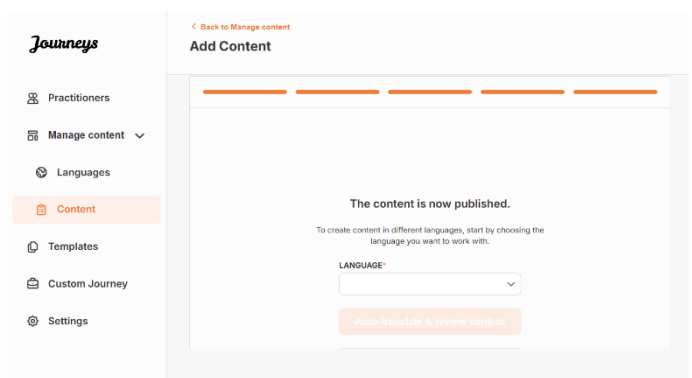 Journeys
Practitioners
Manage content
Languages
Content
Templates
Custom Journey
Settings
< Back to Manage content
Add Content
The content is now published.
To create content in different languages, start by choosing the
language you want to work with.
LANGUAGE*
Auto-translate & review content